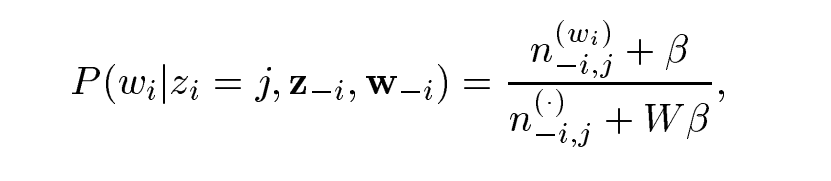 P(w_i|z_i = j, \mathbf{z}_{-i}, \mathbf{w}_{-i}) = \frac{n_{-i,j}^{(w_i)} + \beta}{n_{-i,j}^{(\cdot)} + W\beta},